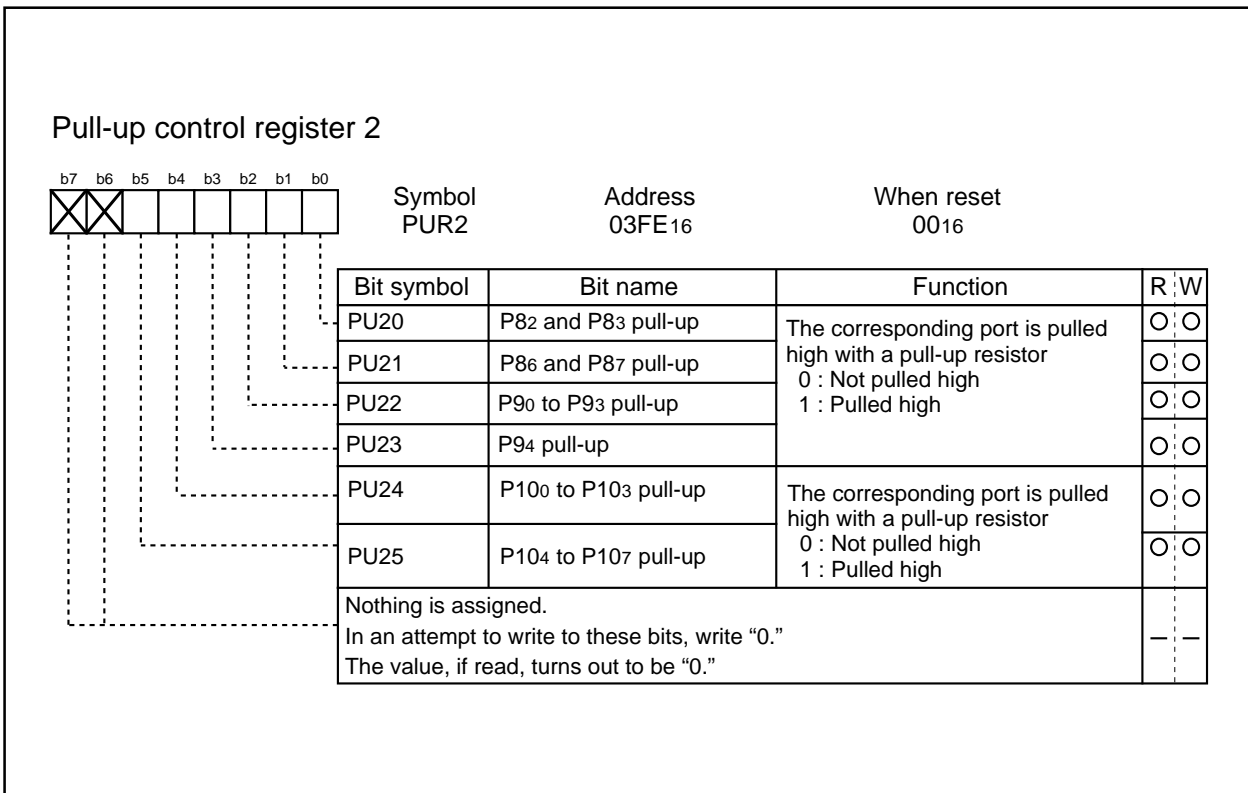 Pull-up control register 2
b7 b6 b5 b4 b3 b2 b1 b0
Symbol Address When reset
PUR2 03FE16 0016
Bit symbol Bit name Function R W
PU20 P82 and P83 pull-up
The corresponding port is pulled
high with a pull-up resistor
0 : Not pulled high
1 : Pulled high
PU21 P86 and P87 pull-up
PU22 P90 to P93 pull-up
PU23 P94 pull-up
PU24 P100 to P103 pull-up
The corresponding port is pulled
high with a pull-up resistor
0 : Not pulled high
1 : Pulled high
PU25 P104 to P107 pull-up
Nothing is assigned.
In an attempt to write to these bits, write “0.”
The value, if read, turns out to be “0.”
– –